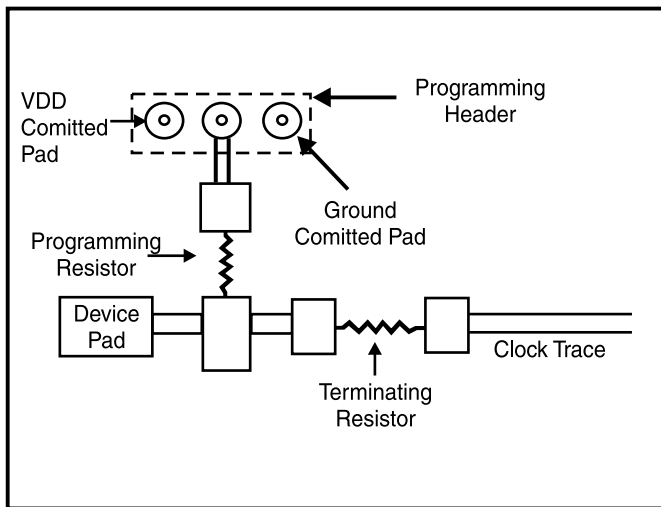 VDD
Comitted
Pad
Programming
Header
Ground
Comitted Pad
Programming
Resistor
Device
Pad
Clock Trace
Terminating
Resistor